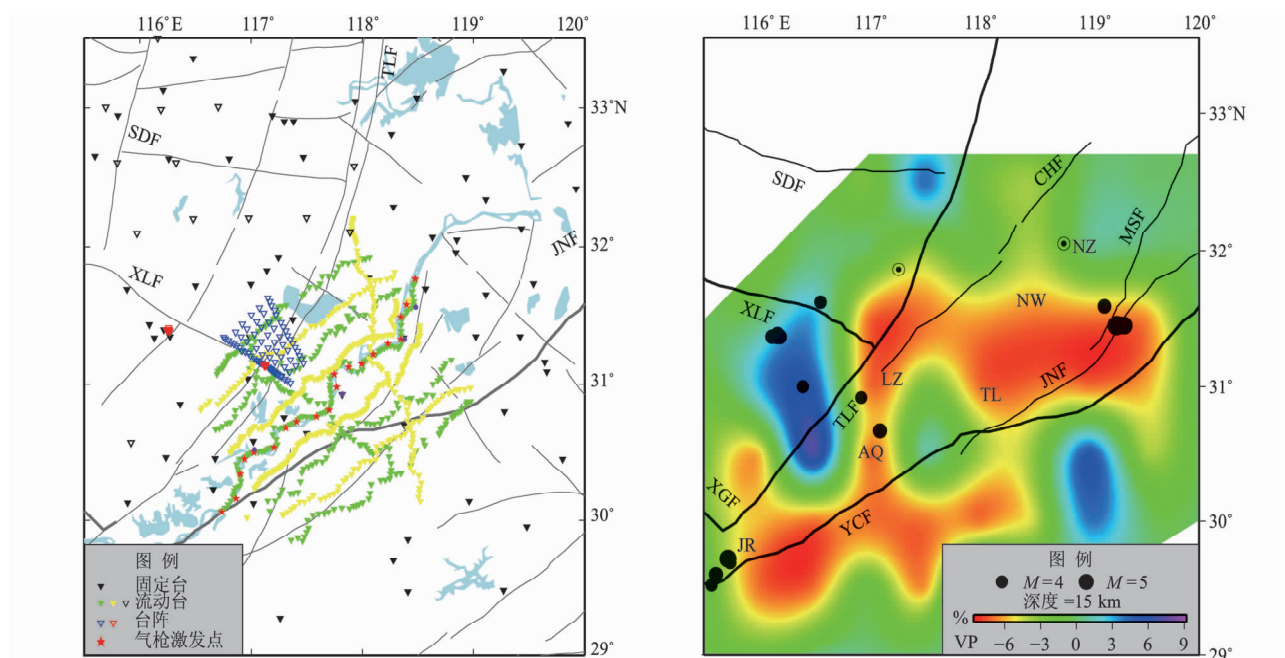 116°E
117°
118°
119°
120°
TLF
33°N
SDF
32°
JNF
XLF
31°
30°
图 例
固定台
流动台
台阵
气枪激发点
29°
116°E
117°
118°
119°
120°
33°N
SDF
CHF
MSF
32°
NZ
NW
XLF
31°
LZ
TL
JNF
TLF
AQ
XGF
YCF
30°
JR
图 例
M=4 M=5
深度=15 km
%
VP -6 -3 0 3 6 9
29°